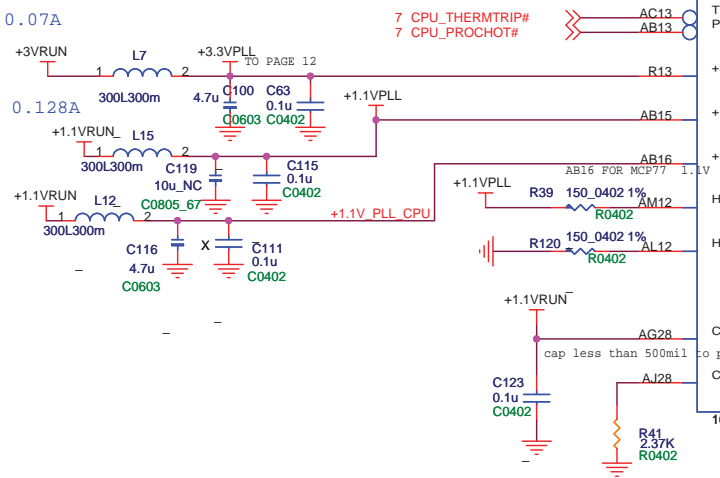 0.07A
7 CPU_THERMTRIP#
AC13
T
7 CPU_PROCHOT#
AB13
P
+3VRUN
L7
+3.3VPLL
TO PAGE 12
1
2
R13
+
300L300m
4.7u
C100
C63
0.1u
C0603
C0402
+1.1VPLL
0.128A
AB15
+
+1.1VRUN_
L15
1
2
300L300m
AB16
+
AB16 FOR MCP77 1.1V
C119
10u_NC
C0805_67
C115
0.1u
C0402
+1.1VPLL
R39
150_0402 1%
R0402
AM12
H
+1.1VRUN
L12_
1
2
300L300m
+1.1V_PLL_CPU
C116
4.7u
C0603
X
C111
0.1u
C0402
R120
150_0402 1%
R0402
AL12
H
+1.1VRUN
AG28
C
cap less than 500mil to p
AJ28
C
C123
0.1u
C0402
R41
2.37K
R0402